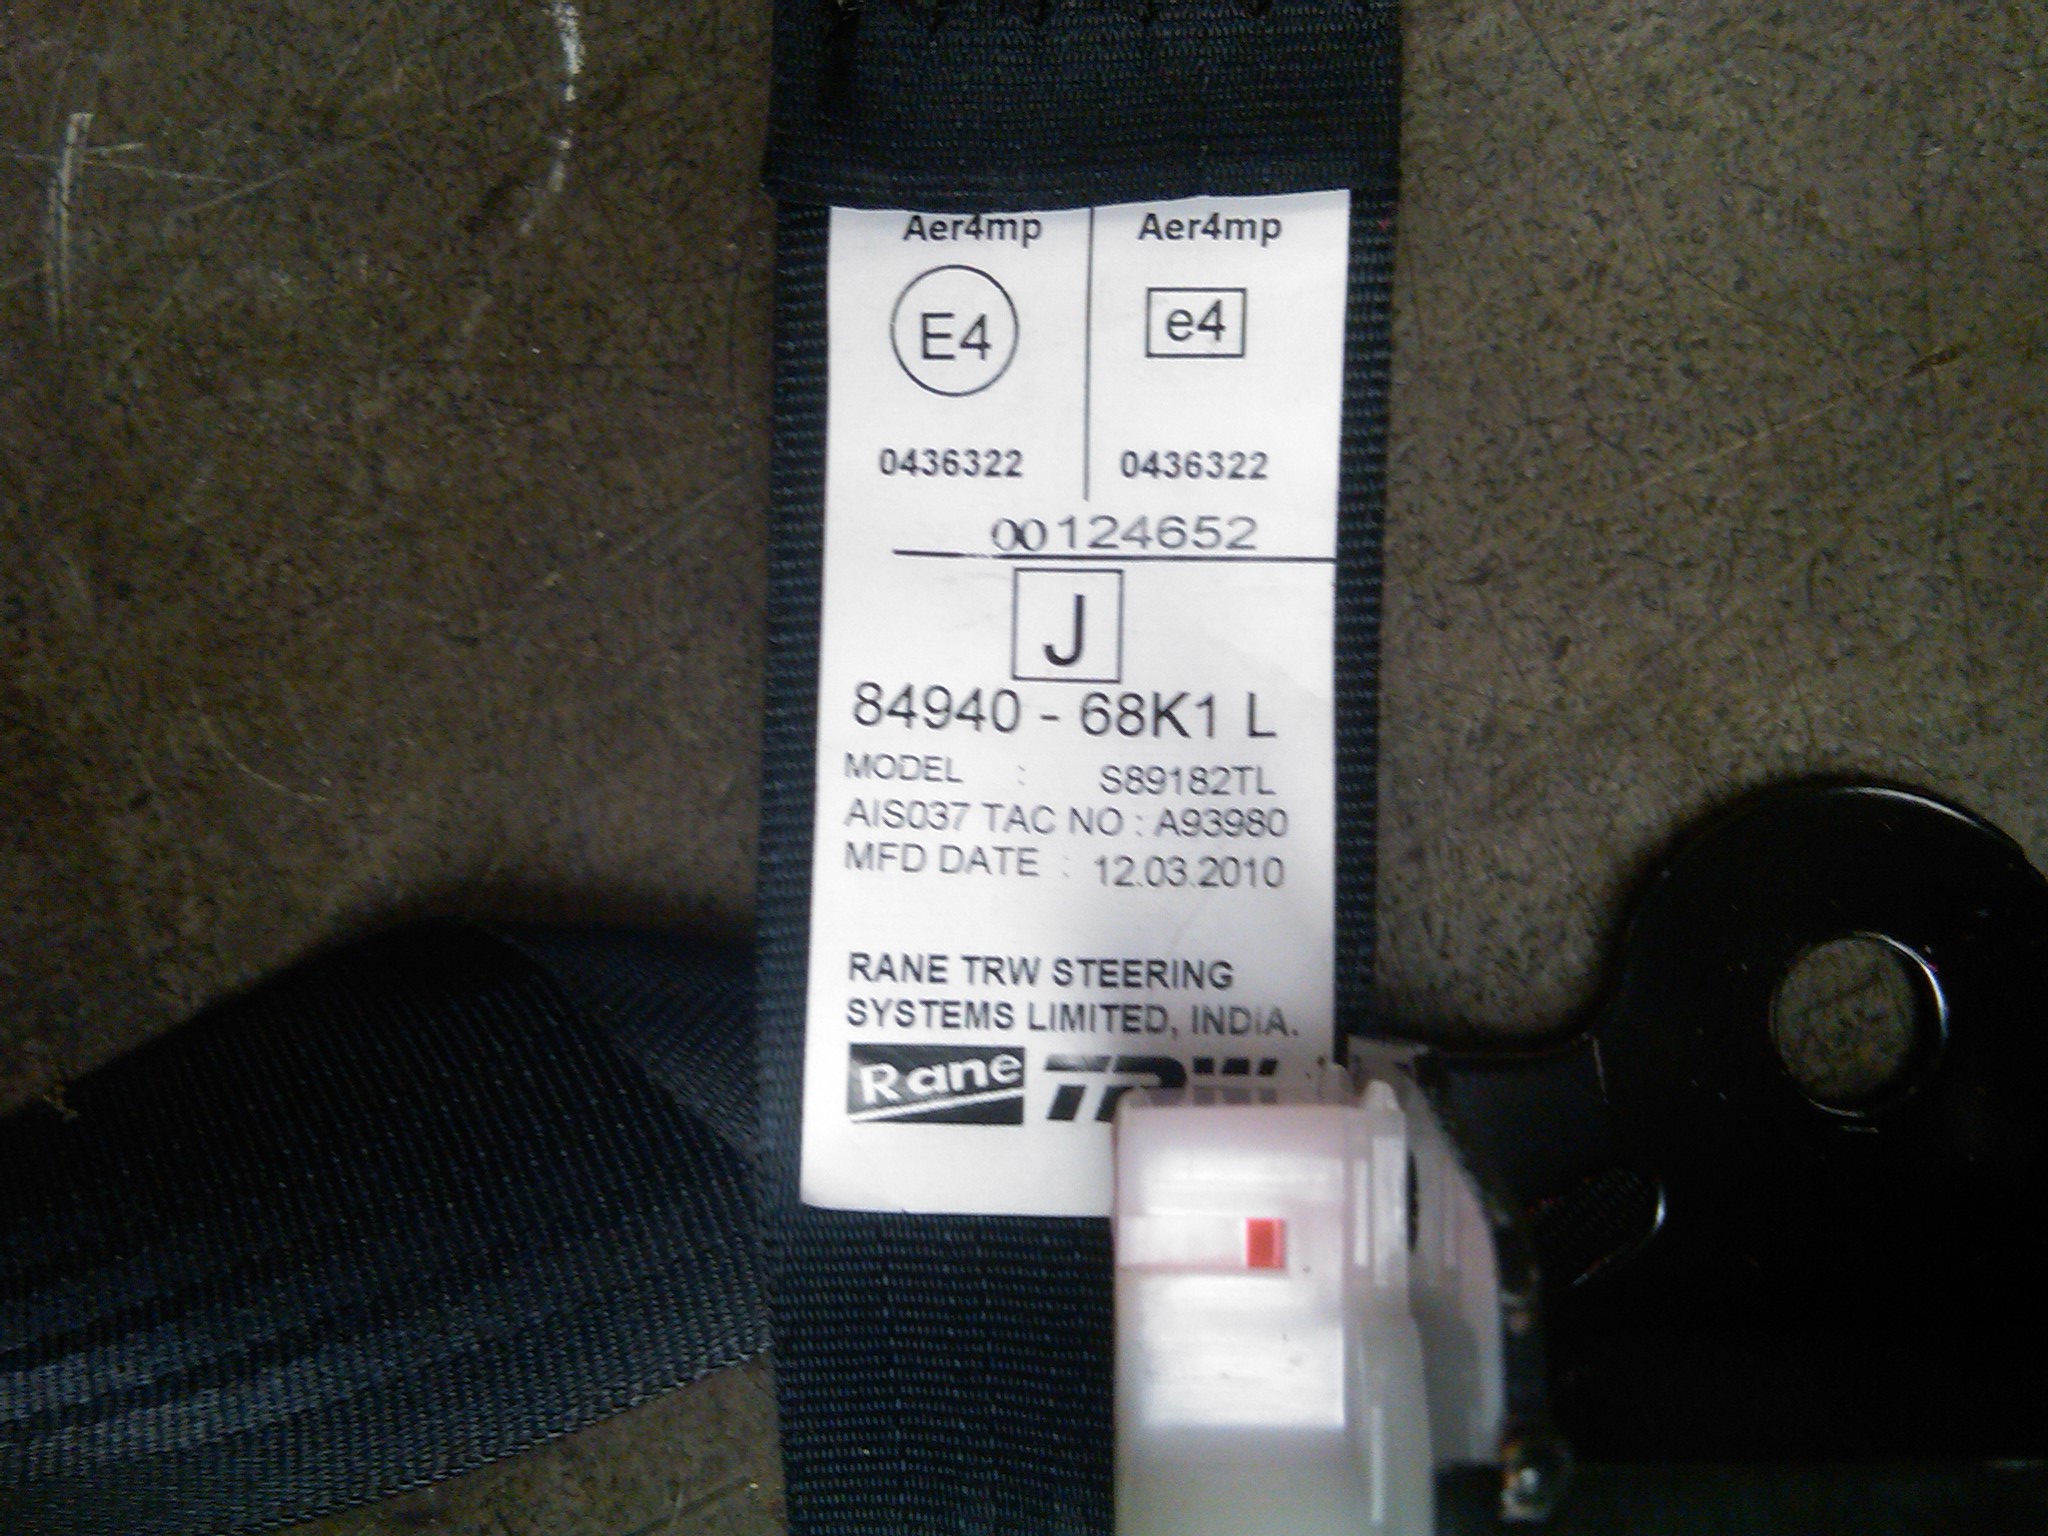 Aer4mp Aer4mp
E4 e4
0436322 0436322
00124652
J
84940 - 68K1 L
MODEL : S89182TL
AIS037 TAC NO : A93980
MFD DATE : 12.03.2010
RANE TRW STEERING
SYSTEMS LIMITED, INDIA.
Rane TRW